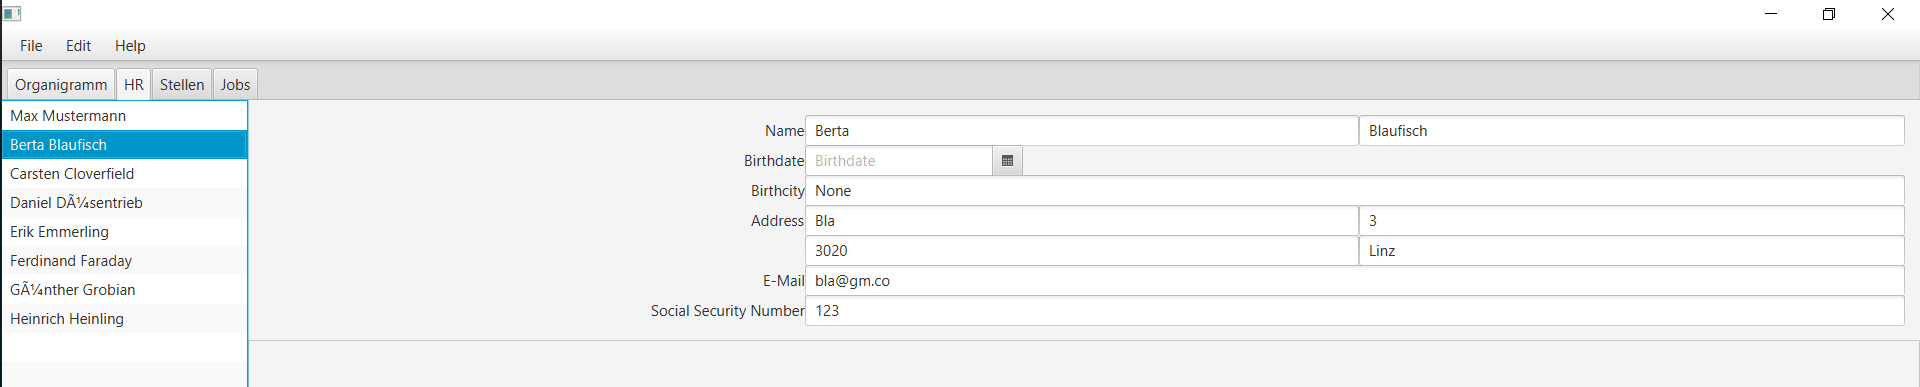 File Edit Help
Organigramm HR Stellen Jobs
Max Mustermann
Berta Blaufisch
Carsten Cloverfield
Daniel DÃ¼sentrieb
Erik Emmerling
Ferdinand Faraday
GÃ¼nther Grobian
Heinrich Heinling
Name Berta Blaufisch
Birthdate Birthdate
Birthcity None
Address Bla 3
3020 Linz
E-Mail bla@gm.co
Social Security Number 123